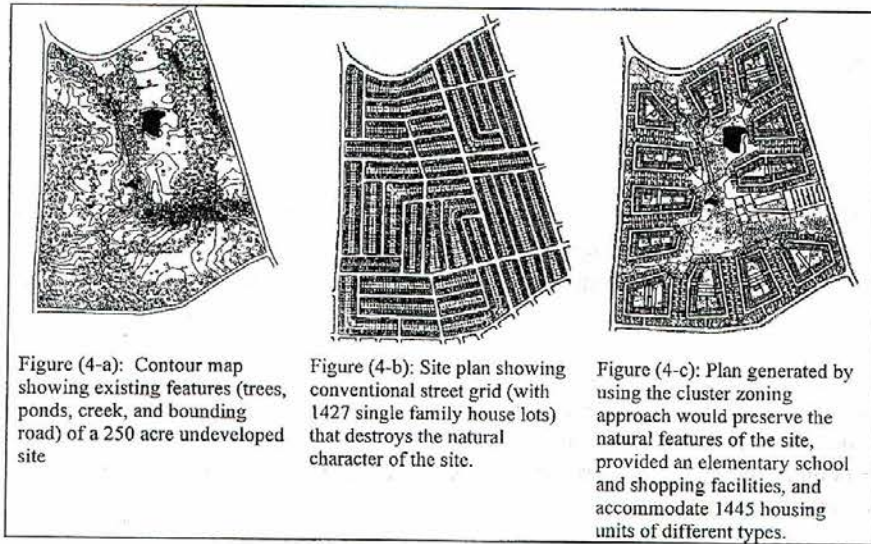 Figure (4-a): Contour map
showing existing features (trees,
ponds, creek, and bounding
road) of a 250 acre undeveloped
site
Figure (4-b): Site plan showing
conventional street grid (with
1427 single family house lots)
that destroys the natural
character of the site.
Figure (4-c): Plan generated by
using the cluster zoning
approach would preserve the
natural features of the site,
provided an elementary school
and shopping facilities, and
accommodate 1445 housing
units of different types.